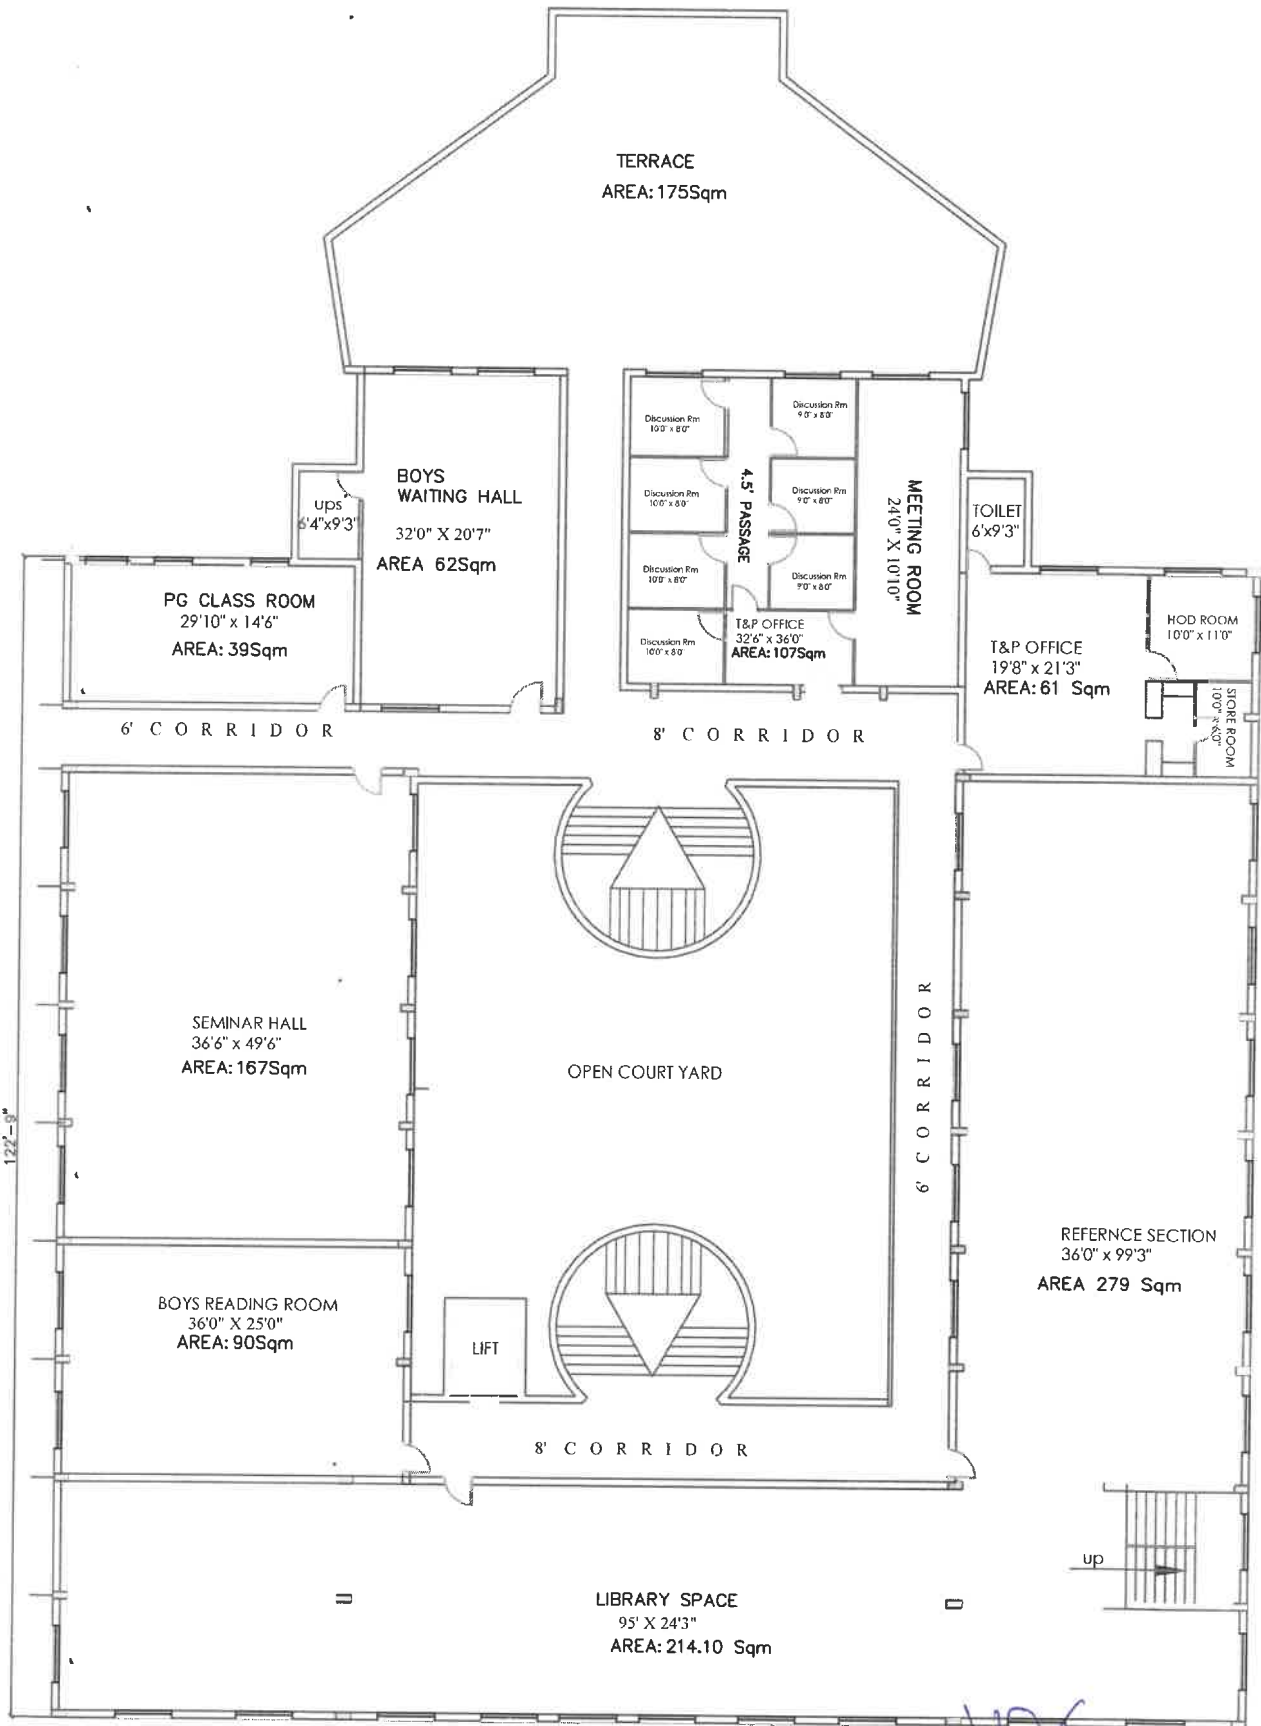 TERRACE
AREA: 175Sqm
BOYS
WAITING HALL
32'0" X 20'7"
AREA 62Sqm
ups
6'4"x9'3"
PG CLASS ROOM
29'10" x 14'6"
AREA: 39Sqm
Discussion Rm
10'0" x 8'0"
Discussion Rm
10'0" x 8'0"
Discussion Rm
10'0" x 8'0"
Discussion Rm
10'0" x 8'0
4.5' PASSAGE
Discussion Rm
9'0" x 8'0"
Discussion Rm
9'0" x 8'0"
Discussion Rm
9'0" x 8'0"
T&P OFFICE
32'6" x 36'0"
AREA: 107Sqm
MEETING ROOM
24'0" X 10'10"
TOILET
6'x9'3"
T&P OFFICE
19'8" x 21'3"
AREA: 61 Sqm
HOD ROOM
10'0" x 11'0"
STORE ROOM
10'0" x 6'0"
6' CORRIDOR
8' CORRIDOR
SEMINAR HALL
36'6" x 49'6"
AREA: 167Sqm
OPEN COURT YARD
6' CORRIDOR
122'-9"
REFERNCE SECTION
36'0" x 99'3"
AREA 279 Sqm
BOYS READING ROOM
36'0" X 25'0"
AREA: 90Sqm
LIFT
8' CORRIDOR
up
LIBRARY SPACE
95' X 24'3"
AREA: 214.10 Sqm